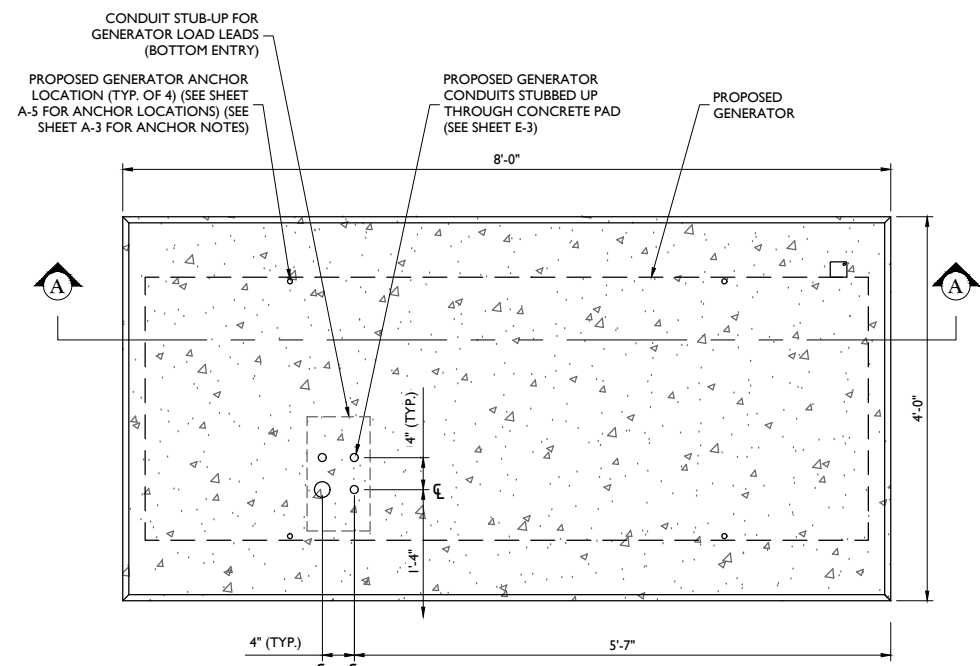 CONDUIT STUB-UP FOR
GENERATOR LOAD LEADS
(BOTTOM ENTRY)
PROPOSED GENERATOR ANCHOR
LOCATION (TYP. OF 4) (SEE SHEET
A-5 FOR ANCHOR LOCATIONS) (SEE
SHEET A-3 FOR ANCHOR NOTES)
PROPOSED GENERATOR
CONDUITS STUBBED UP
THROUGH CONCRETE PAD
(SEE SHEET E-3)
PROPOSED
GENERATOR
8'-0"
A
A
4" (TYP.)
4'-0"
℄
1'-4"
4" (TYP.)
5'-7"